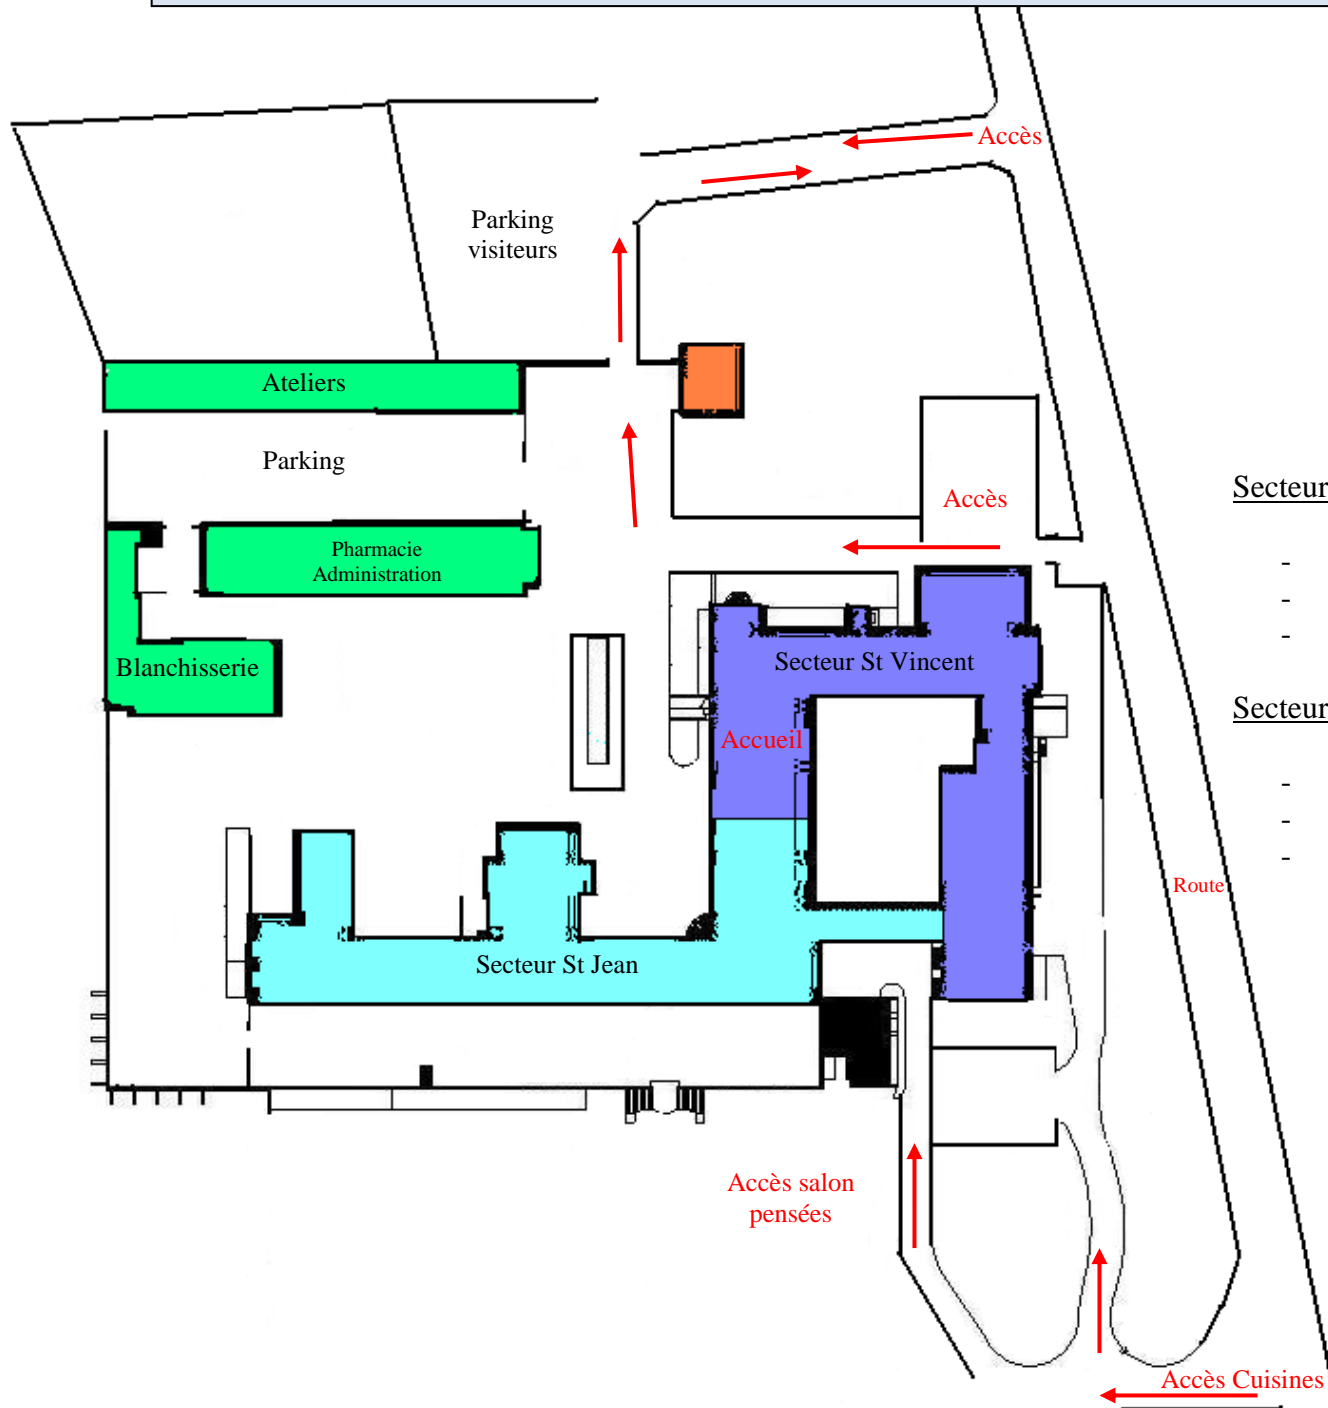 Accès
Parking
visiteurs
Ateliers
Parking
Secteur
Accès
-
Pharmacie
Administration
-
-
Secteur St Vincent
Blanchisserie
Secteur
Accueil
-
-
-
Route
Secteur St Jean
Accès salon
pensées
Accès Cuisines